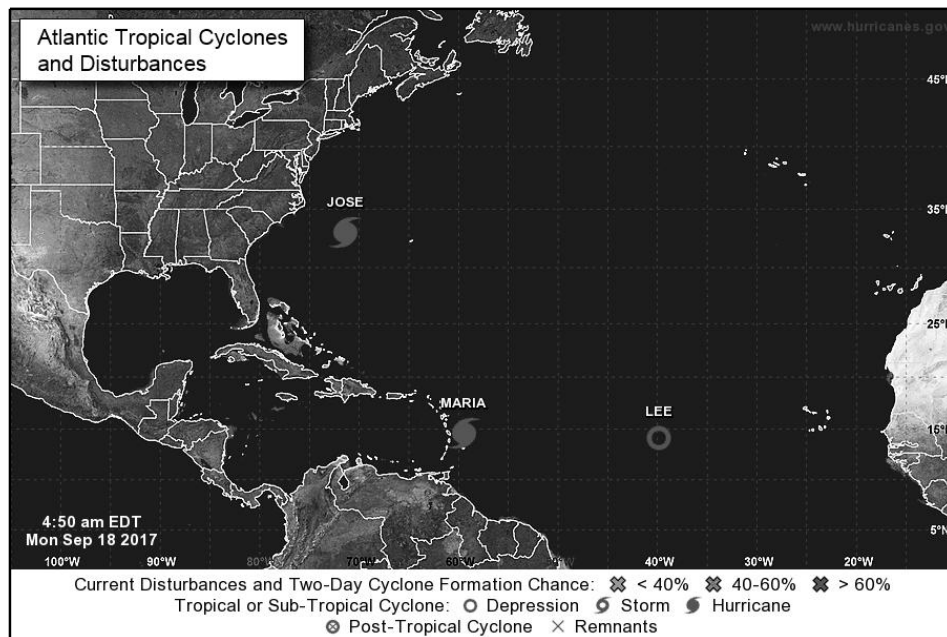 Atlantic Tropical Cyclones
and Disturbances
www.hurricanes.gov
45°N
JOSE
35°N
25°N
MARIA
LEE
15°N
5°N
4:50 am EDT
Mon Sep 18 2017
100°W 90°W 80°W 70°W 60°W 50°W 40°W 30°W 20°W
Current Disturbances and Two-Day Cyclone Formation Chance: < 40% 40-60% > 60%
Tropical or Sub-Tropical Cyclone: Depression Storm Hurricane
Post-Tropical Cyclone Remnants